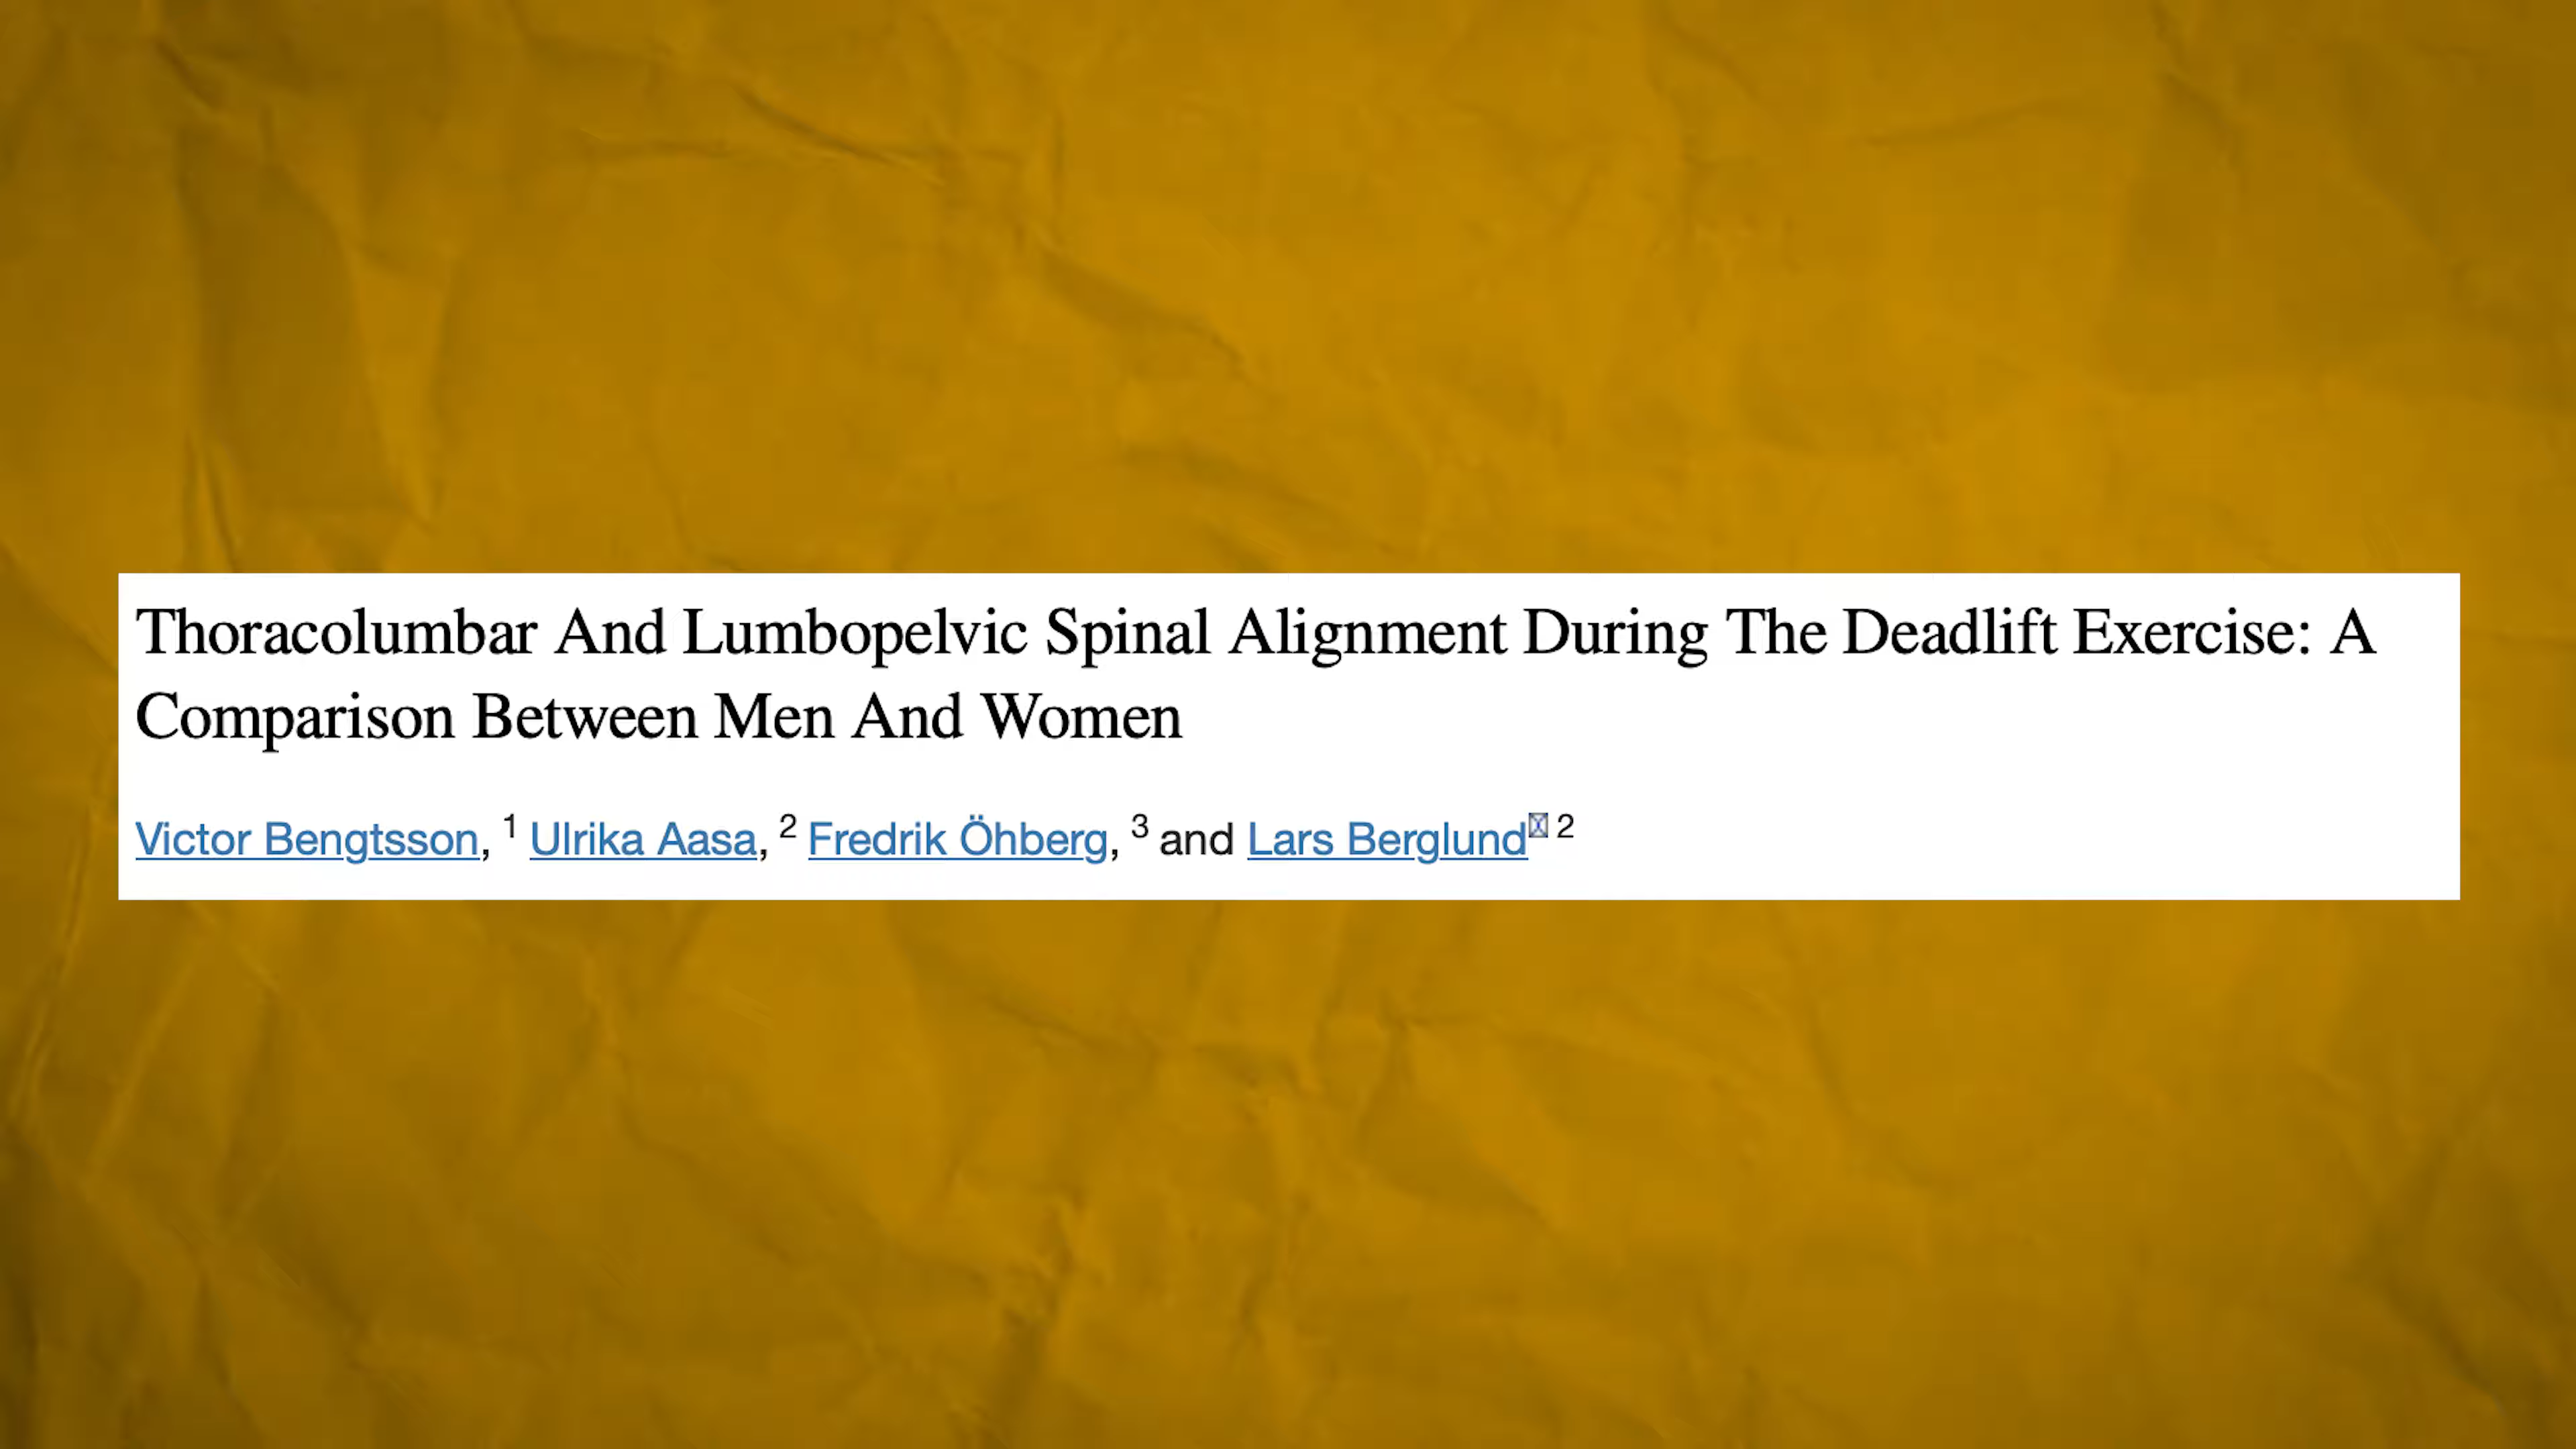 Thoracolumbar And Lumbopelvic Spinal Alignment During The Deadlift Exercise: A
Comparison Between Men And Women
Victor Bengtsson, 1 Ulrika Aasa, 2 Fredrik Öhberg, 3 and Lars Berglund 2